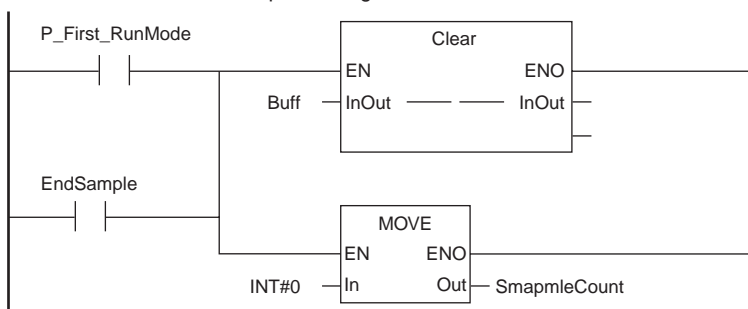 P_First_RunMode
Clear
EN ENO
Buff InOut InOut
EndSample
MOVE
EN ENO
INT#0 In Out SmapmleCount